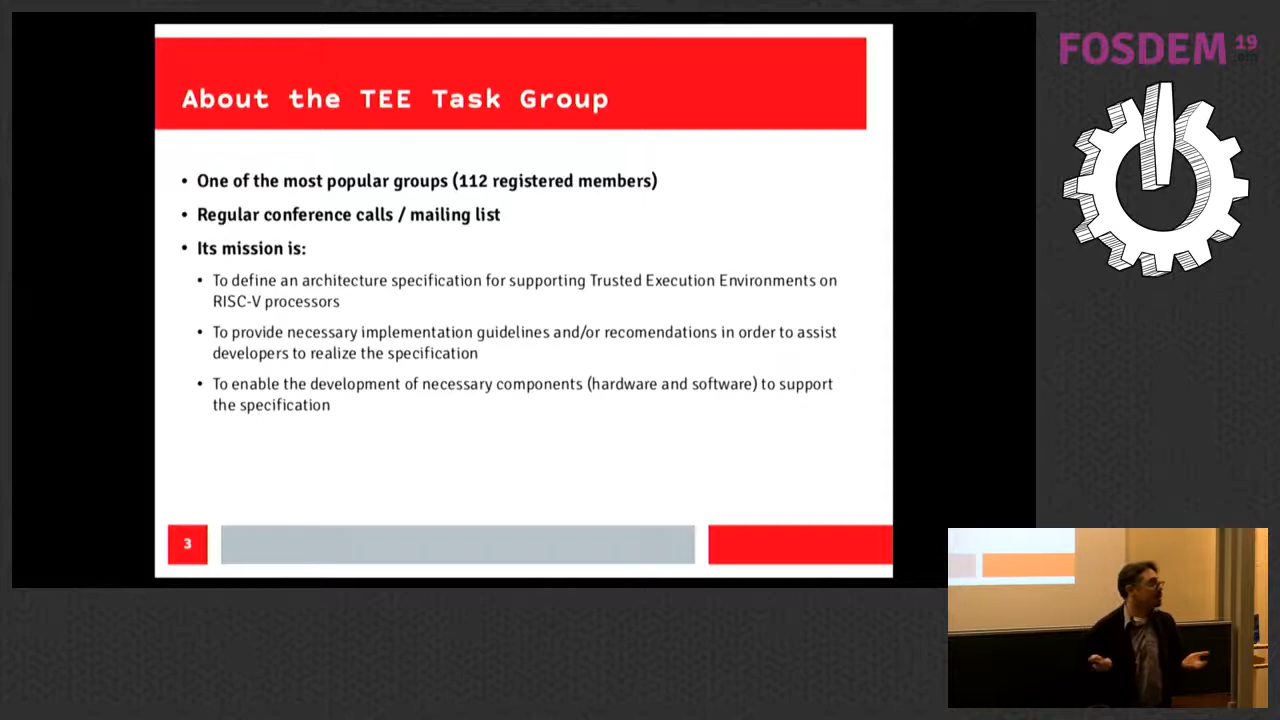 About the TEE Task Group
• One of the most popular groups (112 registered members)
• Regular conference calls / mailing list
• Its mission is:
• To define an architecture specification for supporting Trusted Execution Environments on
RISC-V processors
• To provide necessary implementation guidelines and/or recomendations in order to assist
developers to realize the specification
• To enable the development of necessary components (hardware and software) to support
the specification
3
FOSDEM 19
.org